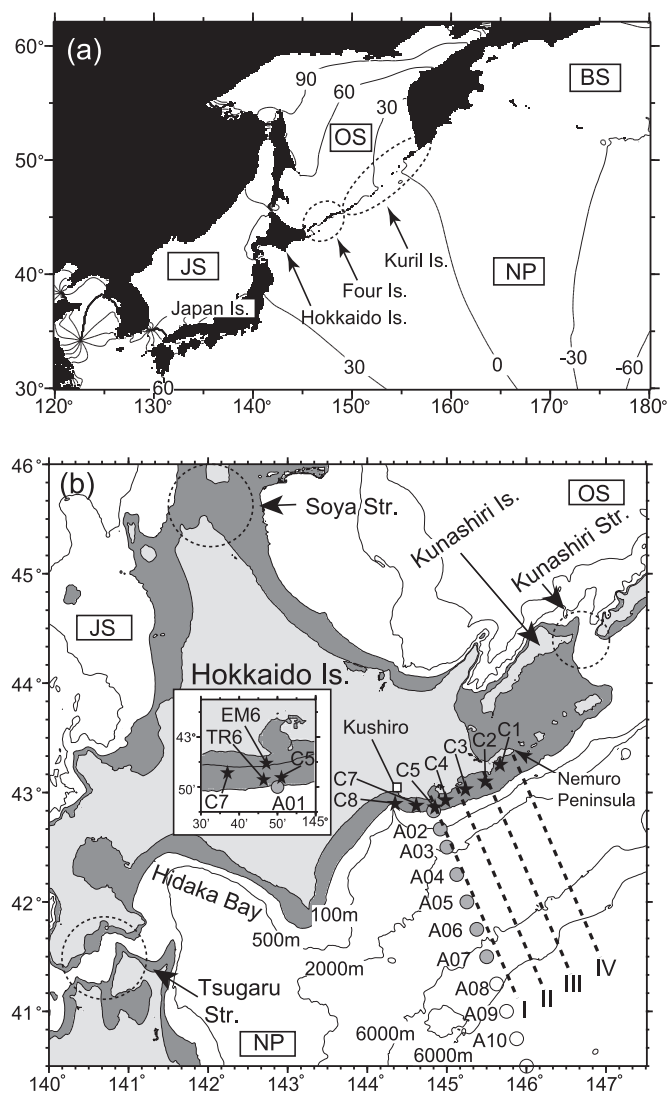 (a)
60°
50°
40°
30°
90
60
30
BS
OS
JS
NP
Kuril Is.
Four Is.
Hokkaido Is.
Japan Is.
60
30
0
-30
-60
120°
130°
140°
150°
160°
170°
180°
(b)
46°
45°
44°
43°
42°
41°
OS
Soya Str.
Kunashiri Is.
Kunashiri Str.
JS
Hokkaido Is.
EM6
43°
TR6
C5
C7
A01
50'
30'
40'
50'
145°
Kushiro
C1
C2
C3
C4
C5
C7
C8
Nemuro
Peninsula
A02
A03
A04
A05
A06
A07
A08
A09
A10
Hidaka Bay
100m
500m
2000m
6000m
6000m
I
II
III
IV
Tsugaru
Str.
NP
140°
141°
142°
143°
144°
145°
146°
147°